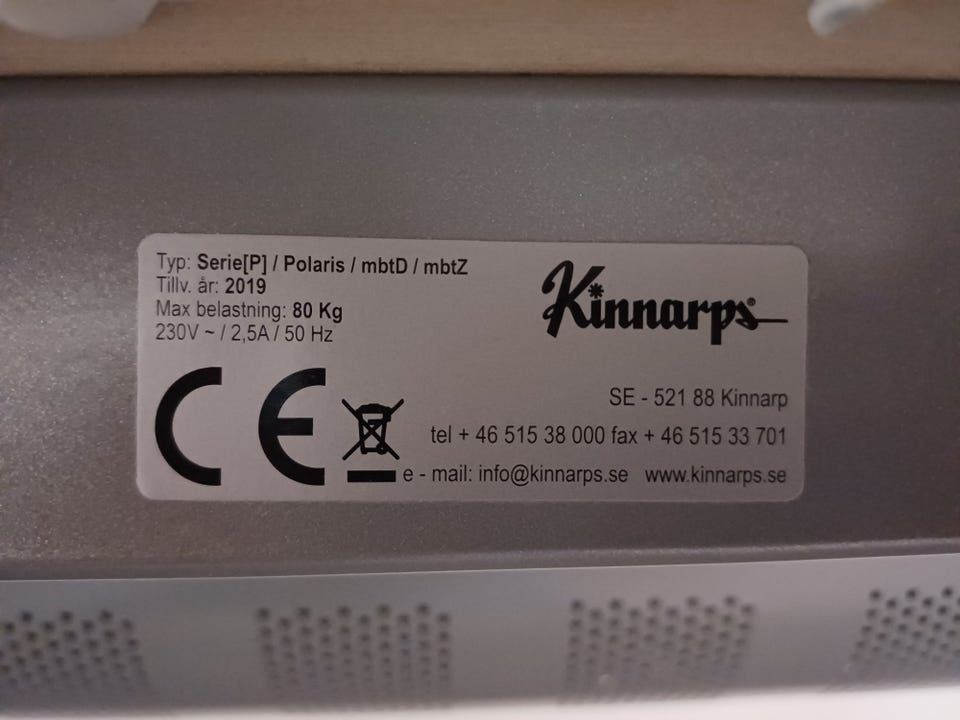 Typ: Serie[P] / Polaris / mbtD / mbtZ
Tillv. år: 2019
Max belastning: 80 Kg
230V ~ / 2,5A / 50 Hz
Kinnarps®
CE
SE - 521 88 Kinnarp
tel + 46 515 38 000 fax + 46 515 33 701
e - mail: info@kinnarps.se www.kinnarps.se